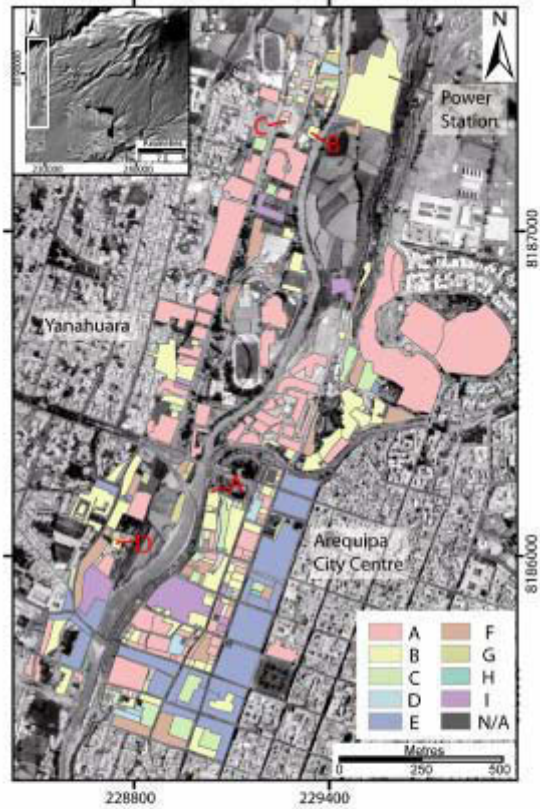 N
Power
Station
C
B
8187000
Yanahuara
A
D
Arequipa
City Centre
8186000
A
B
C
D
E
F
G
H
I
N/A
Metres
0 250 500
228800
229400